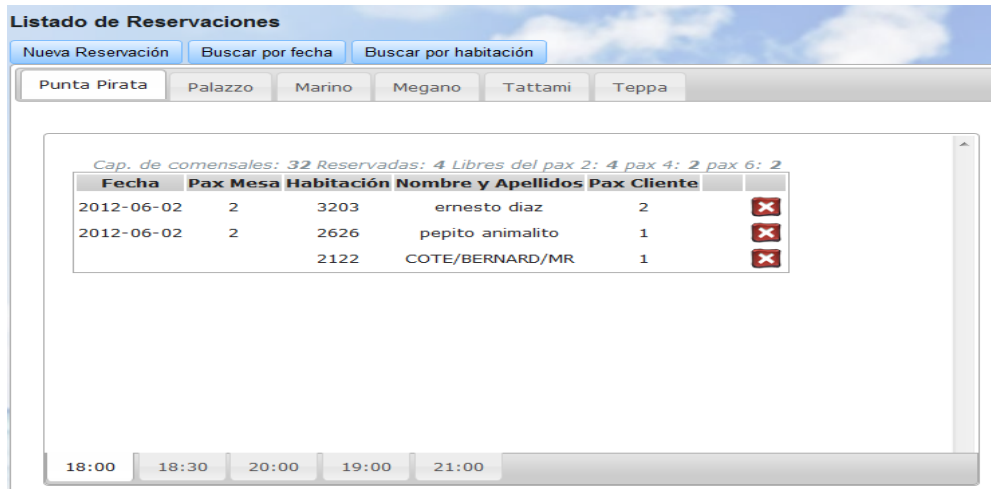 Listado de Reservaciones
Nueva Reservación Buscar por fecha Buscar por habitación
Punta Pirata Palazzo Marino Megano Tattami Teppa
Cap. de comensales: 32 Reservadas: 4 Libres del pax 2: 4 pax 4: 2 pax 6: 2
Fecha Pax Mesa Habitación Nombre y Apellidos Pax Cliente
2012-06-02 2 3203 ernesto diaz 2
2012-06-02 2 2626 pepito animalito 1
2122 COTE/BERNARD/MR 1
18:00 18:30 20:00 19:00 21:00